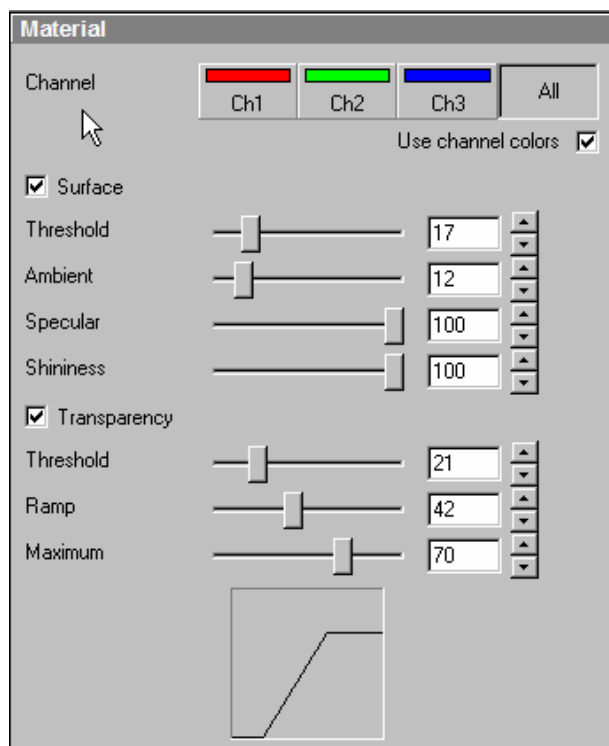 Material
Channel
Ch1 Ch2 Ch3 All
Use channel colors
Surface
Threshold 17
Ambient 12
Specular 100
Shininess 100
Transparency
Threshold 21
Ramp 42
Maximum 70